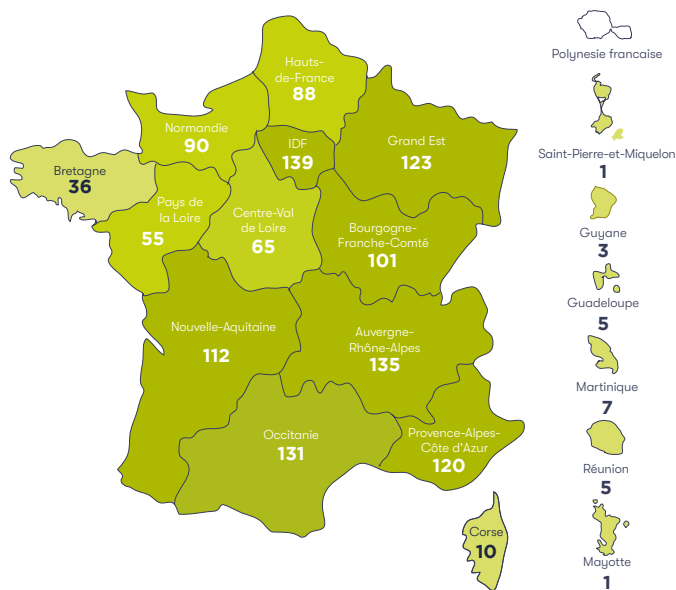 Hauts-
de-France
88
Normandie
90
IDF
139
Grand Est
123
Bretagne
36
Pays de
la Loire
55
Centre-Val
de Loire
65
Bourgogne-
Franche-Comté
101
Nouvelle-Aquitaine
112
Auvergne-
Rhône-Alpes
135
Occitanie
131
Provence-Alpes-
Côte d'Azur
120
Corse
10
Polynesie francaise
Saint-Pierre-et-Miquelon
1
Guyane
3
Guadeloupe
5
Martinique
7
Réunion
5
Mayotte
1